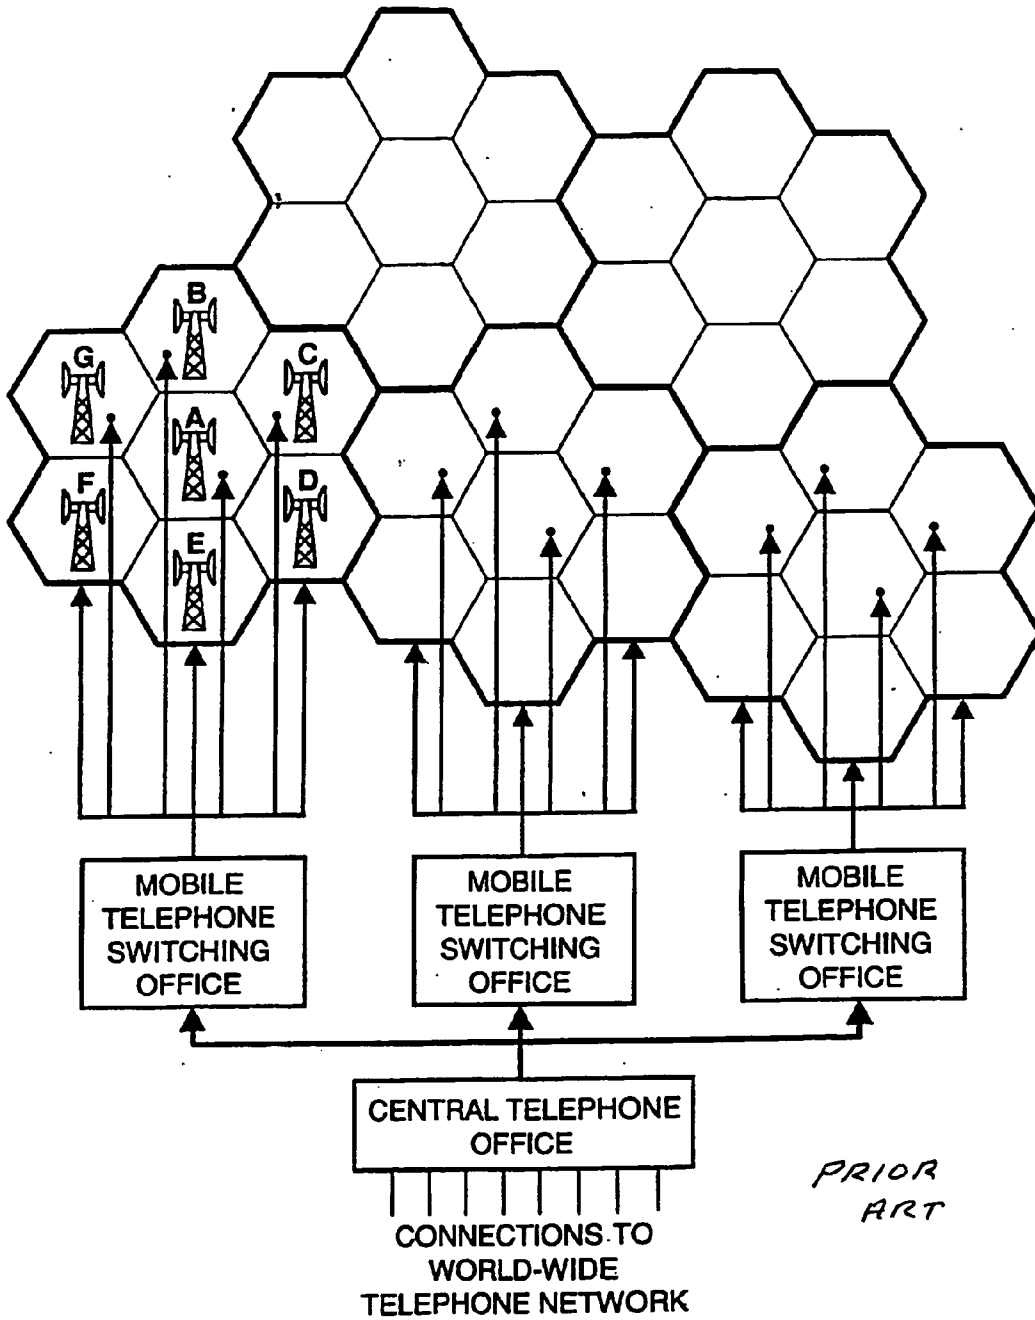 B
G
C
A
F
D
E
MOBILE
TELEPHONE
SWITCHING
OFFICE
MOBILE
TELEPHONE
SWITCHING
OFFICE
MOBILE
TELEPHONE
SWITCHING
OFFICE
CENTRAL TELEPHONE
OFFICE
CONNECTIONS TO
WORLD-WIDE
TELEPHONE NETWORK
PRIOR
ART